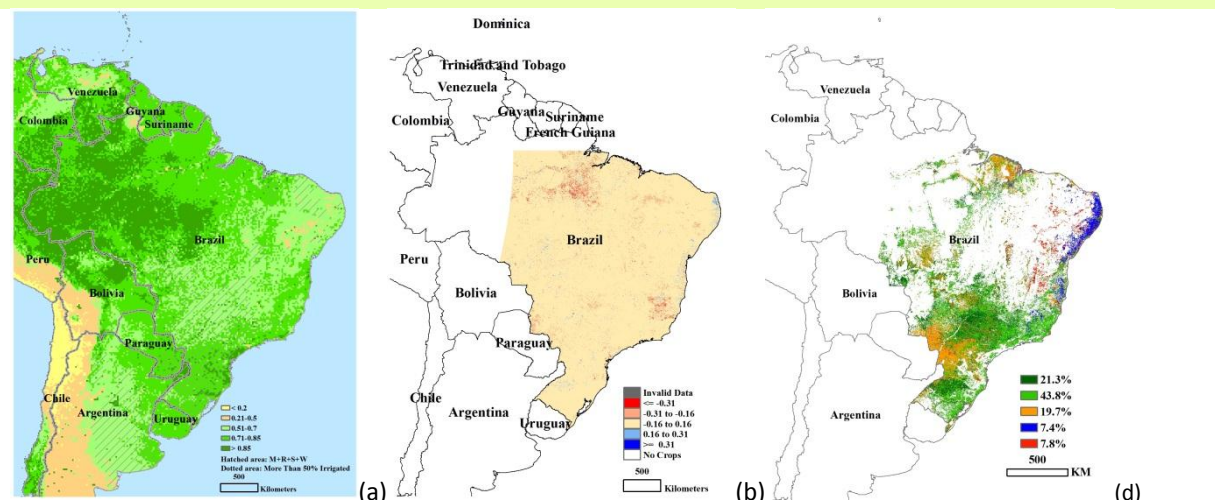 Venezuela
Guyana
Colombia
Suriname
Brazil
Peru
Bolivia
Paraguay
Chile
Argentina
Uruguay
< 0.2
0.21-0.5
0.51-0.7
0.71-0.85
> 0.85
Hatched area: M+R+S+W
Dotted area: More Than 50% Irrigated
500
Kilometers
(a)
Dominica
Trinidad and Tobago
Venezuela
Guyana
Suriname
Colombia
French Guiana
Brazil
Peru
Bolivia
Paraguay
Chile
Argentina
Uruguay
Invalid Data
<= -0.31
-0.31 to -0.16
-0.16 to 0.16
0.16 to 0.31
>= 0.31
No Crops
500
Kilometers
(b)
Venezuela
Colombia
Brazil
Bolivia
Argentina
21.3%
43.8%
19.7%
7.4%
7.8%
500
KM
(d)